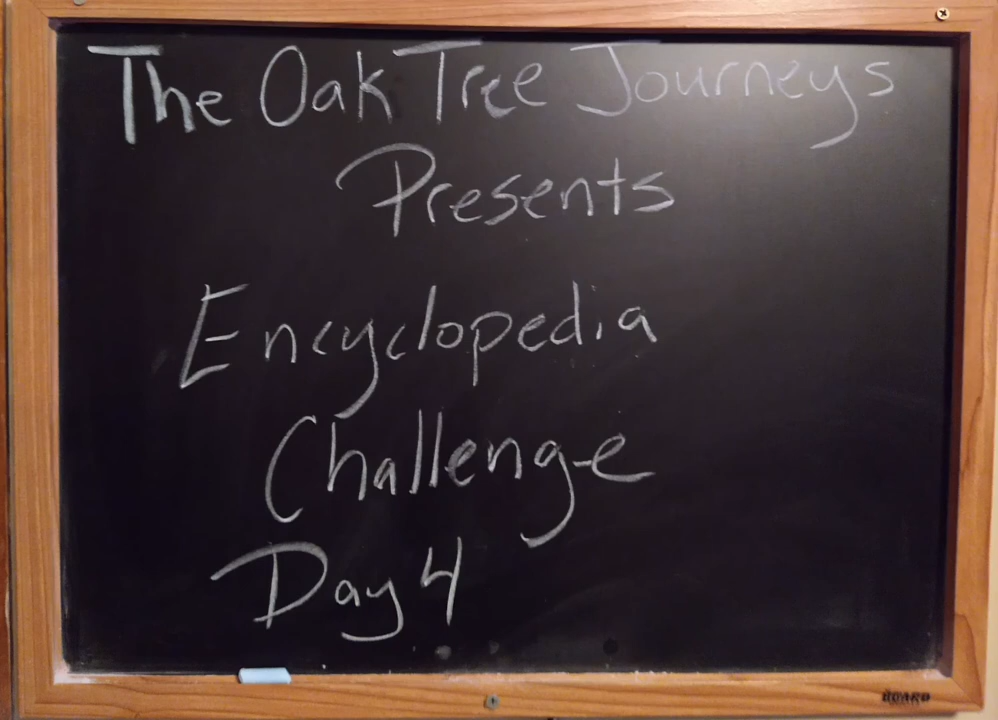 The Oak Tree Journeys
Presents
Encyclopedia
Challenge
Day 4
BOARD